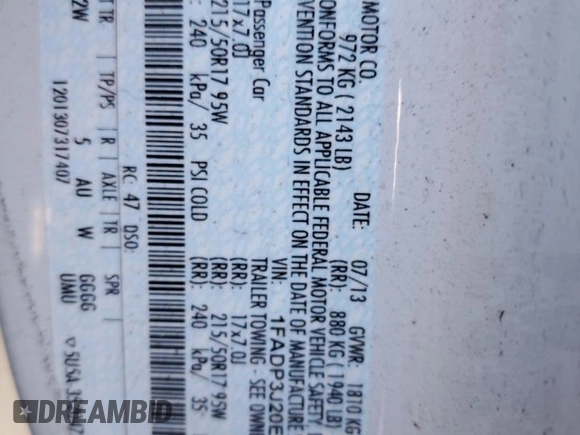 MOTOR CO.
DATE: 07/13 GVWR: 1810 KG
972 KG ( 2143 LB)
(RR): 880 KG ( 1940 LB)
ONFORMS TO ALL APPLICABLE FEDERAL MOTOR VEHICLE SAFETY
VENTION STANDARDS IN EFFECT ON THE DATE OF MANUFACTURE
VIN: 1FADP3J20E
Passenger Car
TRAILER TOWING - SEE OWN
17x7.0J
(RR): 17x7.0J
215/50R17 95W
(RR): 215/50R17 95W
240 kPa/ 35 PSI COLD
(RR): 240 kPa/ 35
RC: 47 DSO:
TR TP/PS R AXLE TR SPR
2W 5 AU W GGGG
UMU
1201307317407
DREAMBID